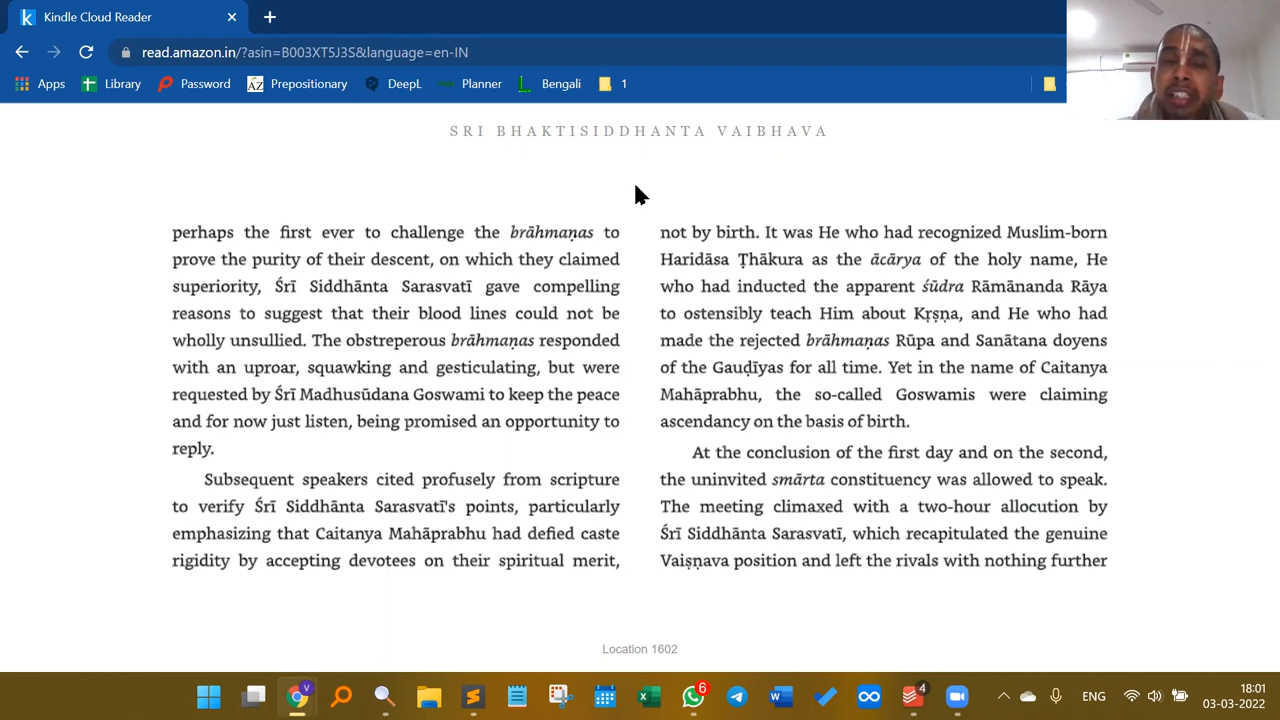 Kindle Cloud Reader
read.amazon.in/?asin=B003XT5J3S&language=en-IN
Apps
Library
Password
AZ
Prepositionary
DeepL
Planner
Bengali
1
SRI BHAKTISIDDHANTA VAIBHAVA
perhaps the first ever to challenge the brāhmaṇas to
prove the purity of their descent, on which they claimed
superiority, Śrī Siddhānta Sarasvatī gave compelling
reasons to suggest that their blood lines could not be
wholly unsullied. The obstreperous brāhmaṇas responded
with an uproar, squawking and gesticulating, but were
requested by Śrī Madhusūdana Goswami to keep the peace
and for now just listen, being promised an opportunity to
reply.
Subsequent speakers cited profusely from scripture
to verify Śrī Siddhānta Sarasvatī's points, particularly
emphasizing that Caitanya Mahāprabhu had defied caste
rigidity by accepting devotees on their spiritual merit,
not by birth. It was He who had recognized Muslim-born
Haridāsa Ṭhākura as the ācārya of the holy name, He
who had inducted the apparent śūdra Rāmānanda Rāya
to ostensibly teach Him about Kṛṣṇa, and He who had
made the rejected brāhmaṇas Rūpa and Sanātana doyens
of the Gauḍīyas for all time. Yet in the name of Caitanya
Mahāprabhu, the so-called Goswamis were claiming
ascendancy on the basis of birth.
At the conclusion of the first day and on the second,
the uninvited smārta constituency was allowed to speak.
The meeting climaxed with a two-hour allocution by
Śrī Siddhānta Sarasvatī, which recapitulated the genuine
Vaiṣṇava position and left the rivals with nothing further
Location 1602
6
4
ENG
18:01
03-03-2022